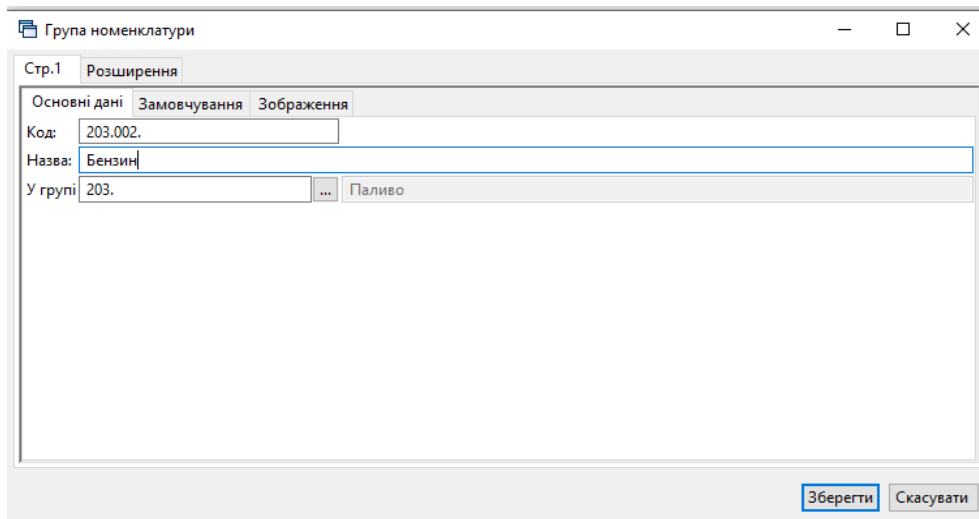 Група номенклатури
Стр.1 Розширення
Основні дані Замовчування Зображення
Код: 203.002.
Назва: Бензин
У групі 203. ... Паливо
Зберегти Скасувати